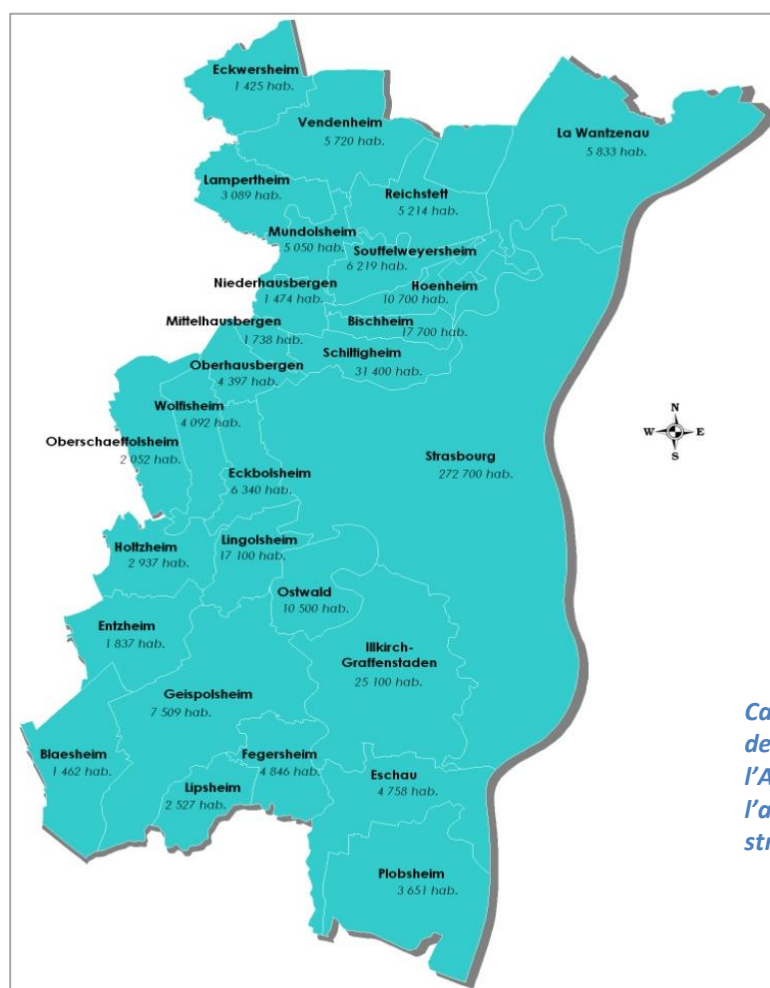 Eckwersheim
1 425 hab.
Vendenheim
5 720 hab.
La Wantzenau
5 833 hab.
Lampertheim
3 089 hab.
Reichstett
5 214 hab.
Mundolsheim
5 050 hab.
Souffelweyersheim
6 219 hab.
Hoenheim
10 700 hab.
Niederhausbergen
1 474 hab.
Mittelhausbergen
1 738 hab.
Bischheim
17 700 hab.
Schiltigheim
31 400 hab.
Oberhausbergen
4 397 hab.
Wolfisheim
4 092 hab.
Oberschaeffolsheim
2 052 hab.
Eckbolsheim
6 340 hab.
Strasbourg
272 700 hab.
N
W E
S
Holtzheim
2 937 hab.
Lingolsheim
17 100 hab.
Ostwald
10 500 hab.
Entzheim
1 837 hab.
Illkirch-
Graffenstaden
25 100 hab.
Geispolsheim
7 509 hab.
Blaesheim
1 462 hab.
Fegersheim
4 846 hab.
Lipsheim
2 527 hab.
Eschau
4 758 hab.
Plobsheim
3 651 hab.
Ca
de
l'A
l'a
str